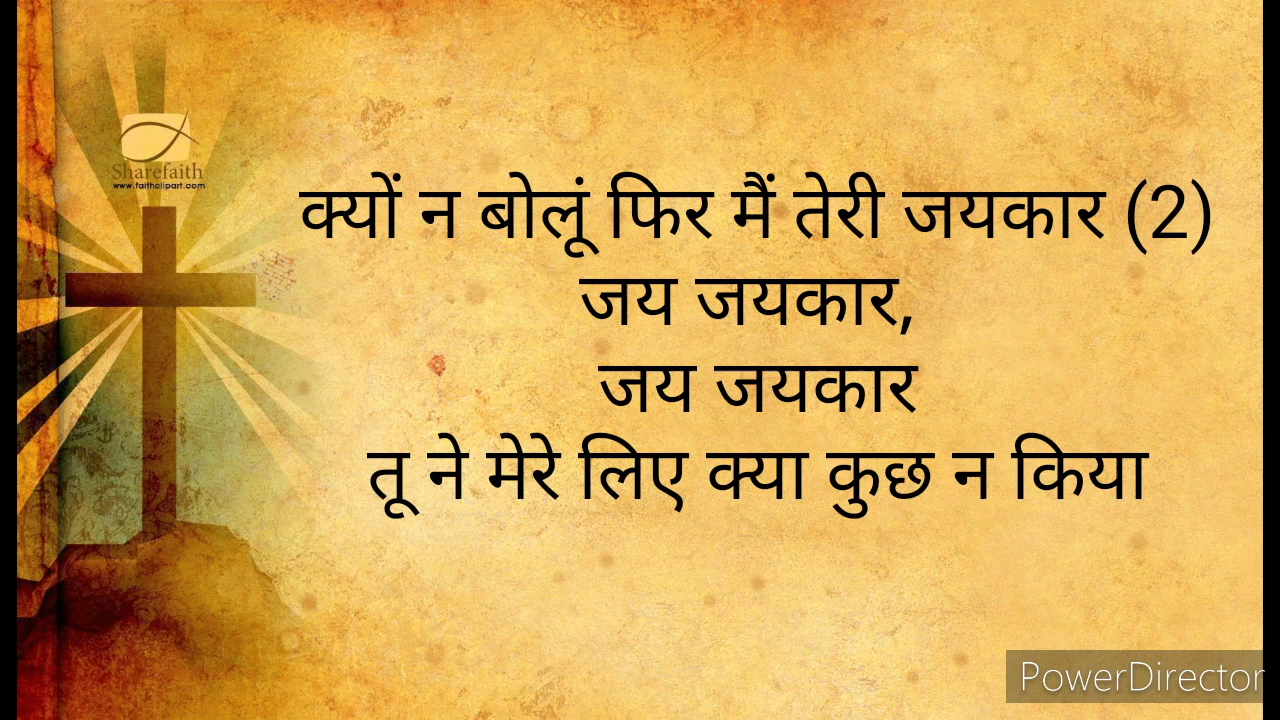 Sharefaith
www.faithclipart.com
क्यों न बोलूं फिर मैं तेरी जयकार (2)
जय जयकार,
जय जयकार
तू ने मेरे लिए क्या कुछ न किया
PowerDirector